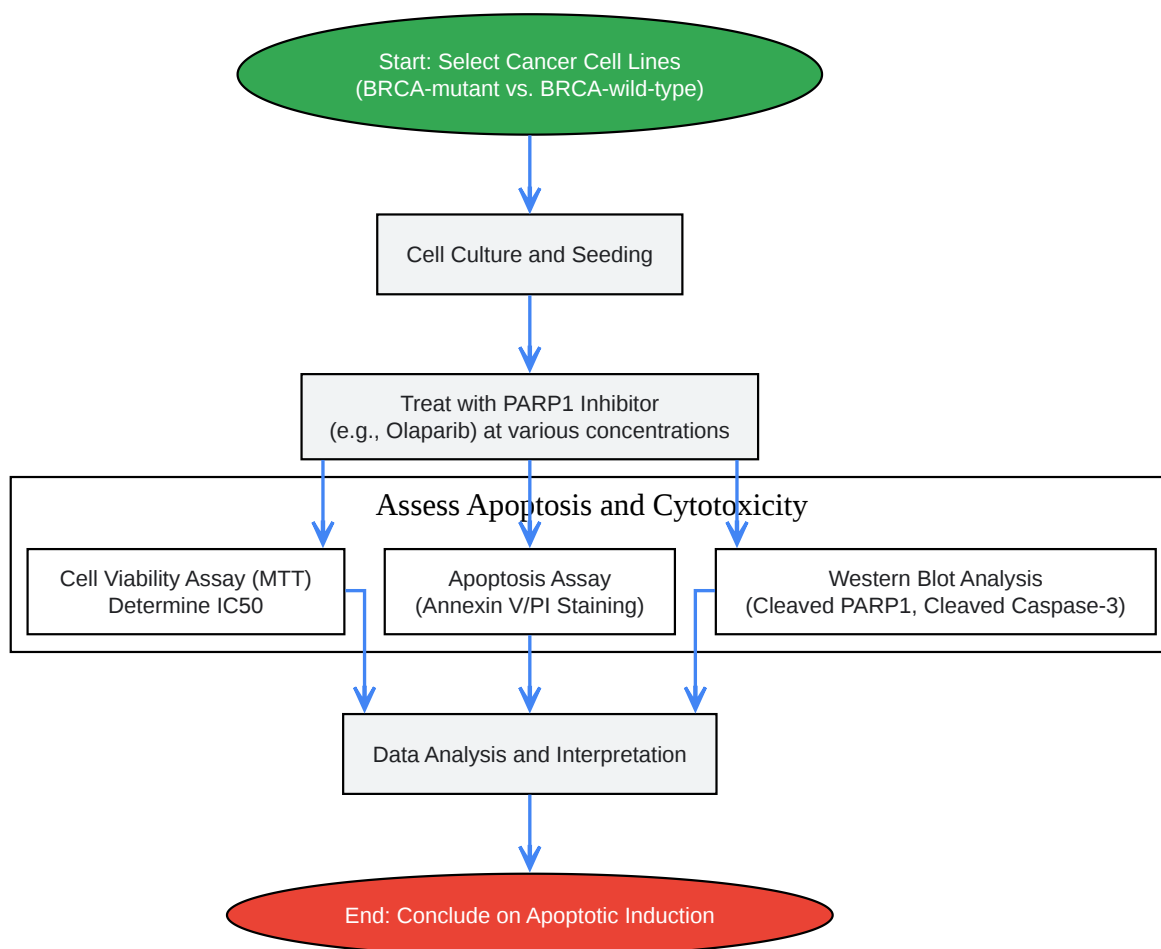 Start: Select Cancer Cell Lines
(BRCA-mutant vs. BRCA-wild-type)
Cell Culture and Seeding
Treat with PARP1 Inhibitor
(e.g., Olaparib) at various concentrations
Assess Apoptosis and Cytotoxicity
Cell Viability Assay (MTT)
Determine IC50
Apoptosis Assay
(Annexin V/PI Staining)
Western Blot Analysis
(Cleaved PARP1, Cleaved Caspase-3)
Data Analysis and Interpretation
End: Conclude on Apoptotic Induction